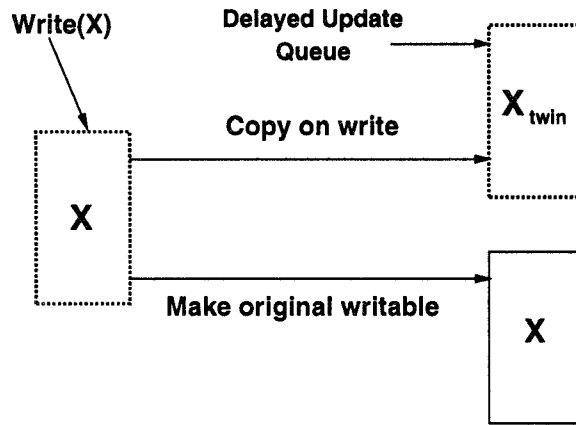 Write(X)
Delayed Update
Queue
X twin
Copy on write
X
Make original writable
X